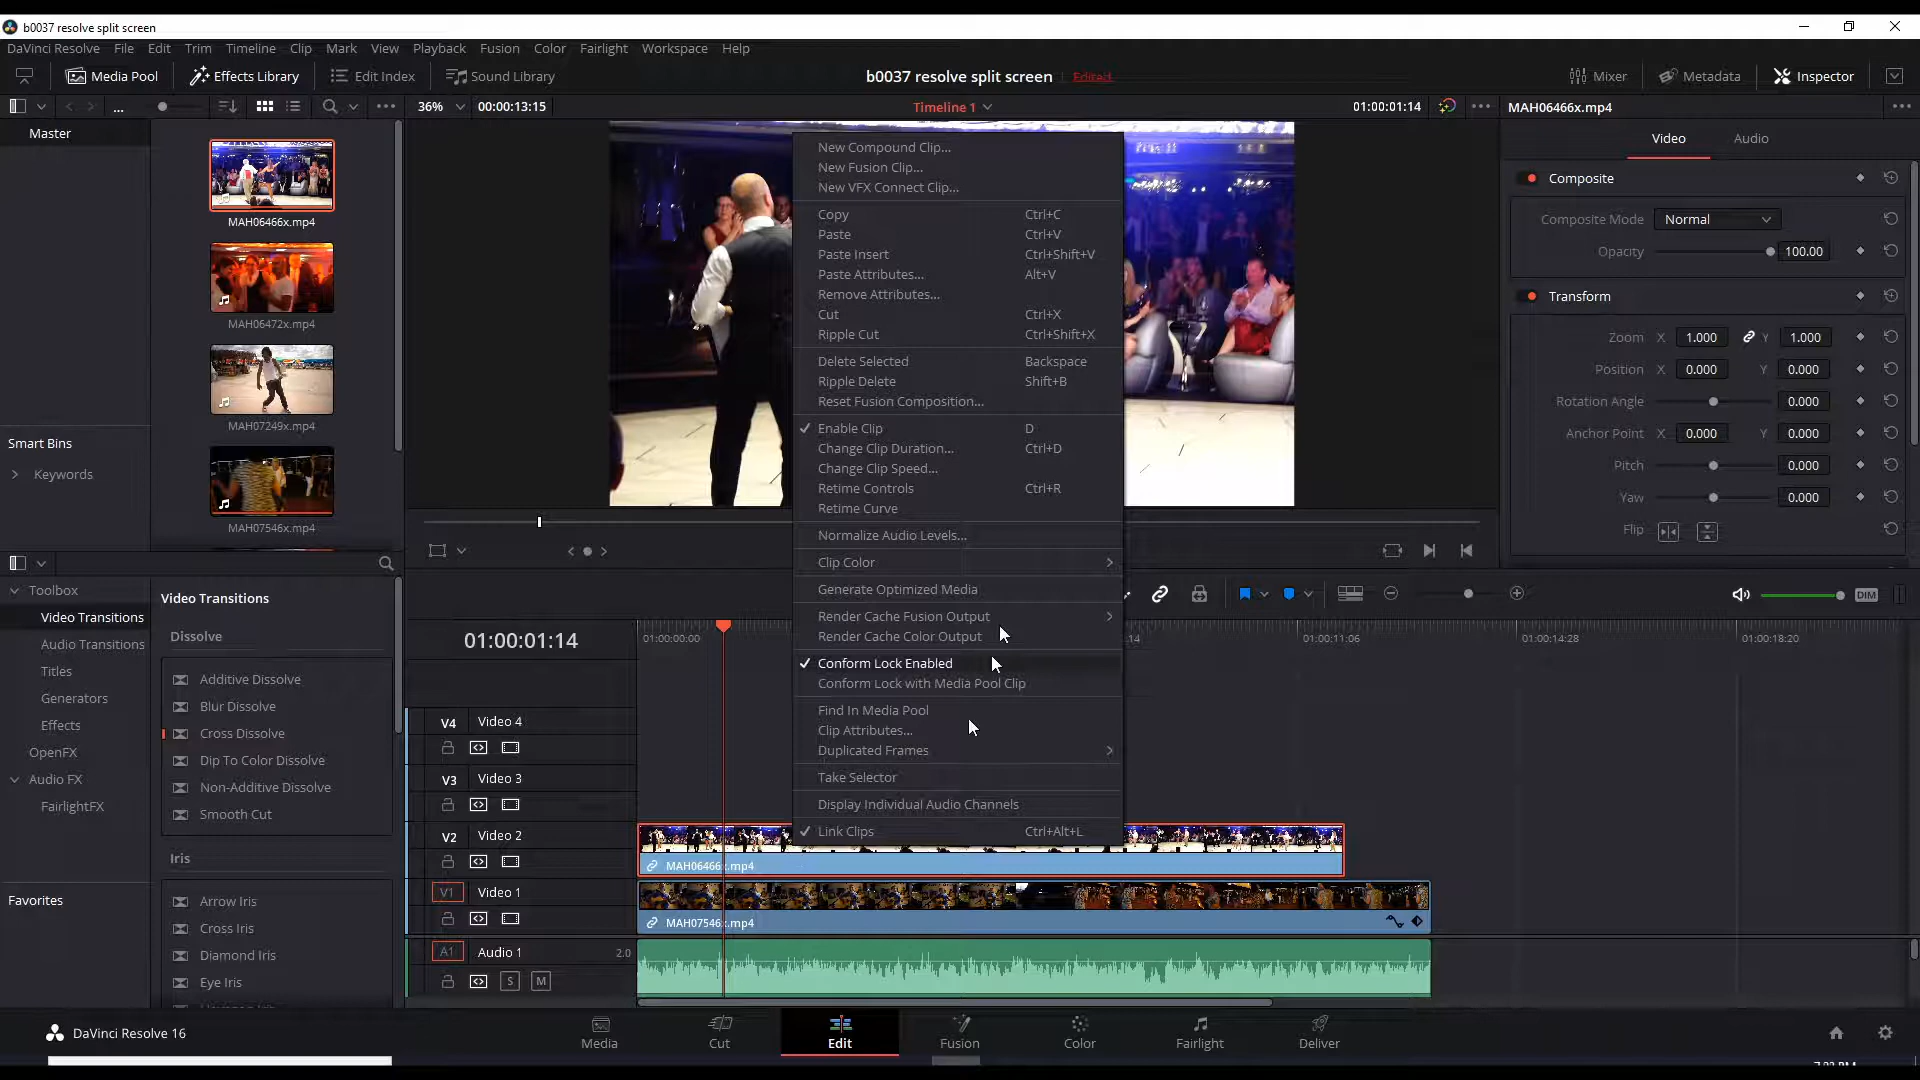 b0037 resolve split screen
DaVinci Resolve File Edit Trim Timeline Clip Mark View Playback Fusion Color Fairlight Workspace Help
Media Pool Effects Library Edit Index Sound Library b0037 resolve split screen Edited Mixer Metadata Inspector
... 36% 00:00:13:15 Timeline 1 01:00:01:14 MAH06466x.mp4
Master
Video Audio
MAH06466x.mp4
MAH06472x.mp4
MAH07249x.mp4
MAH07546x.mp4
Smart Bins
Keywords
New Compound Clip...
New Fusion Clip...
New VFX Connect Clip...
Copy Ctrl+C
Paste Ctrl+V
Paste Insert Ctrl+Shift+V
Paste Attributes... Alt+V
Remove Attributes...
Cut Ctrl+X
Ripple Cut Ctrl+Shift+X
Delete Selected Backspace
Ripple Delete Shift+B
Reset Fusion Composition...
Enable Clip D
Change Clip Duration... Ctrl+D
Change Clip Speed...
Retime Controls Ctrl+R
Retime Curve
Normalize Audio Levels...
Clip Color
Generate Optimized Media
Render Cache Fusion Output
Render Cache Color Output
Conform Lock Enabled
Conform Lock with Media Pool Clip
Find In Media Pool
Clip Attributes...
Duplicated Frames
Take Selector
Display Individual Audio Channels
Link Clips Ctrl+Alt+L
Composite
Composite Mode Normal
Opacity 100.00
Transform
Zoom X 1.000 Y 1.000
Position X 0.000 Y 0.000
Rotation Angle 0.000
Anchor Point X 0.000 Y 0.000
Pitch 0.000
Yaw 0.000
Flip
DIM
Toolbox
Video Transitions
Audio Transitions
Titles
Generators
Effects
OpenFX
Audio FX
FairlightFX
Favorites
Video Transitions
Dissolve
Additive Dissolve
Blur Dissolve
Cross Dissolve
Dip To Color Dissolve
Non-Additive Dissolve
Smooth Cut
Iris
Arrow Iris
Cross Iris
Diamond Iris
Eye Iris
01:00:01:14 01:00:00:00 :14 01:00:11:06 01:00:14:28 01:00:18:20
V4 Video 4
V3 Video 3
V2 Video 2
MAH06466x.mp4
V1 Video 1
MAH07546x.mp4
A1 Audio 1 2.0
S M
DaVinci Resolve 16
Media Cut Edit Fusion Color Fairlight Deliver